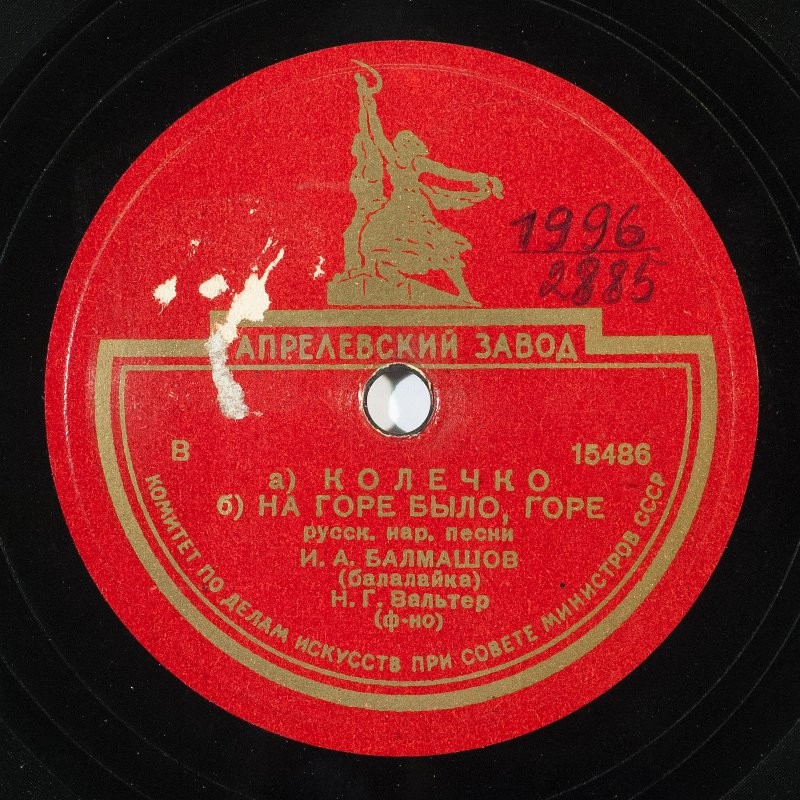 1996
2885
АПРЕЛЕВСКИЙ ЗАВОД
В 15486
а) КОЛЕЧКО
б) НА ГОРЕ БЫЛО, ГОРЕ
русск. нар. песни
И. А. БАЛМАШОВ
(балалайка)
Н. Г. Вальтер
(ф-но)
КОМИТЕТ ПО ДЕЛАМ ИСКУССТВ ПРИ СОВЕТЕ МИНИСТРОВ СССР